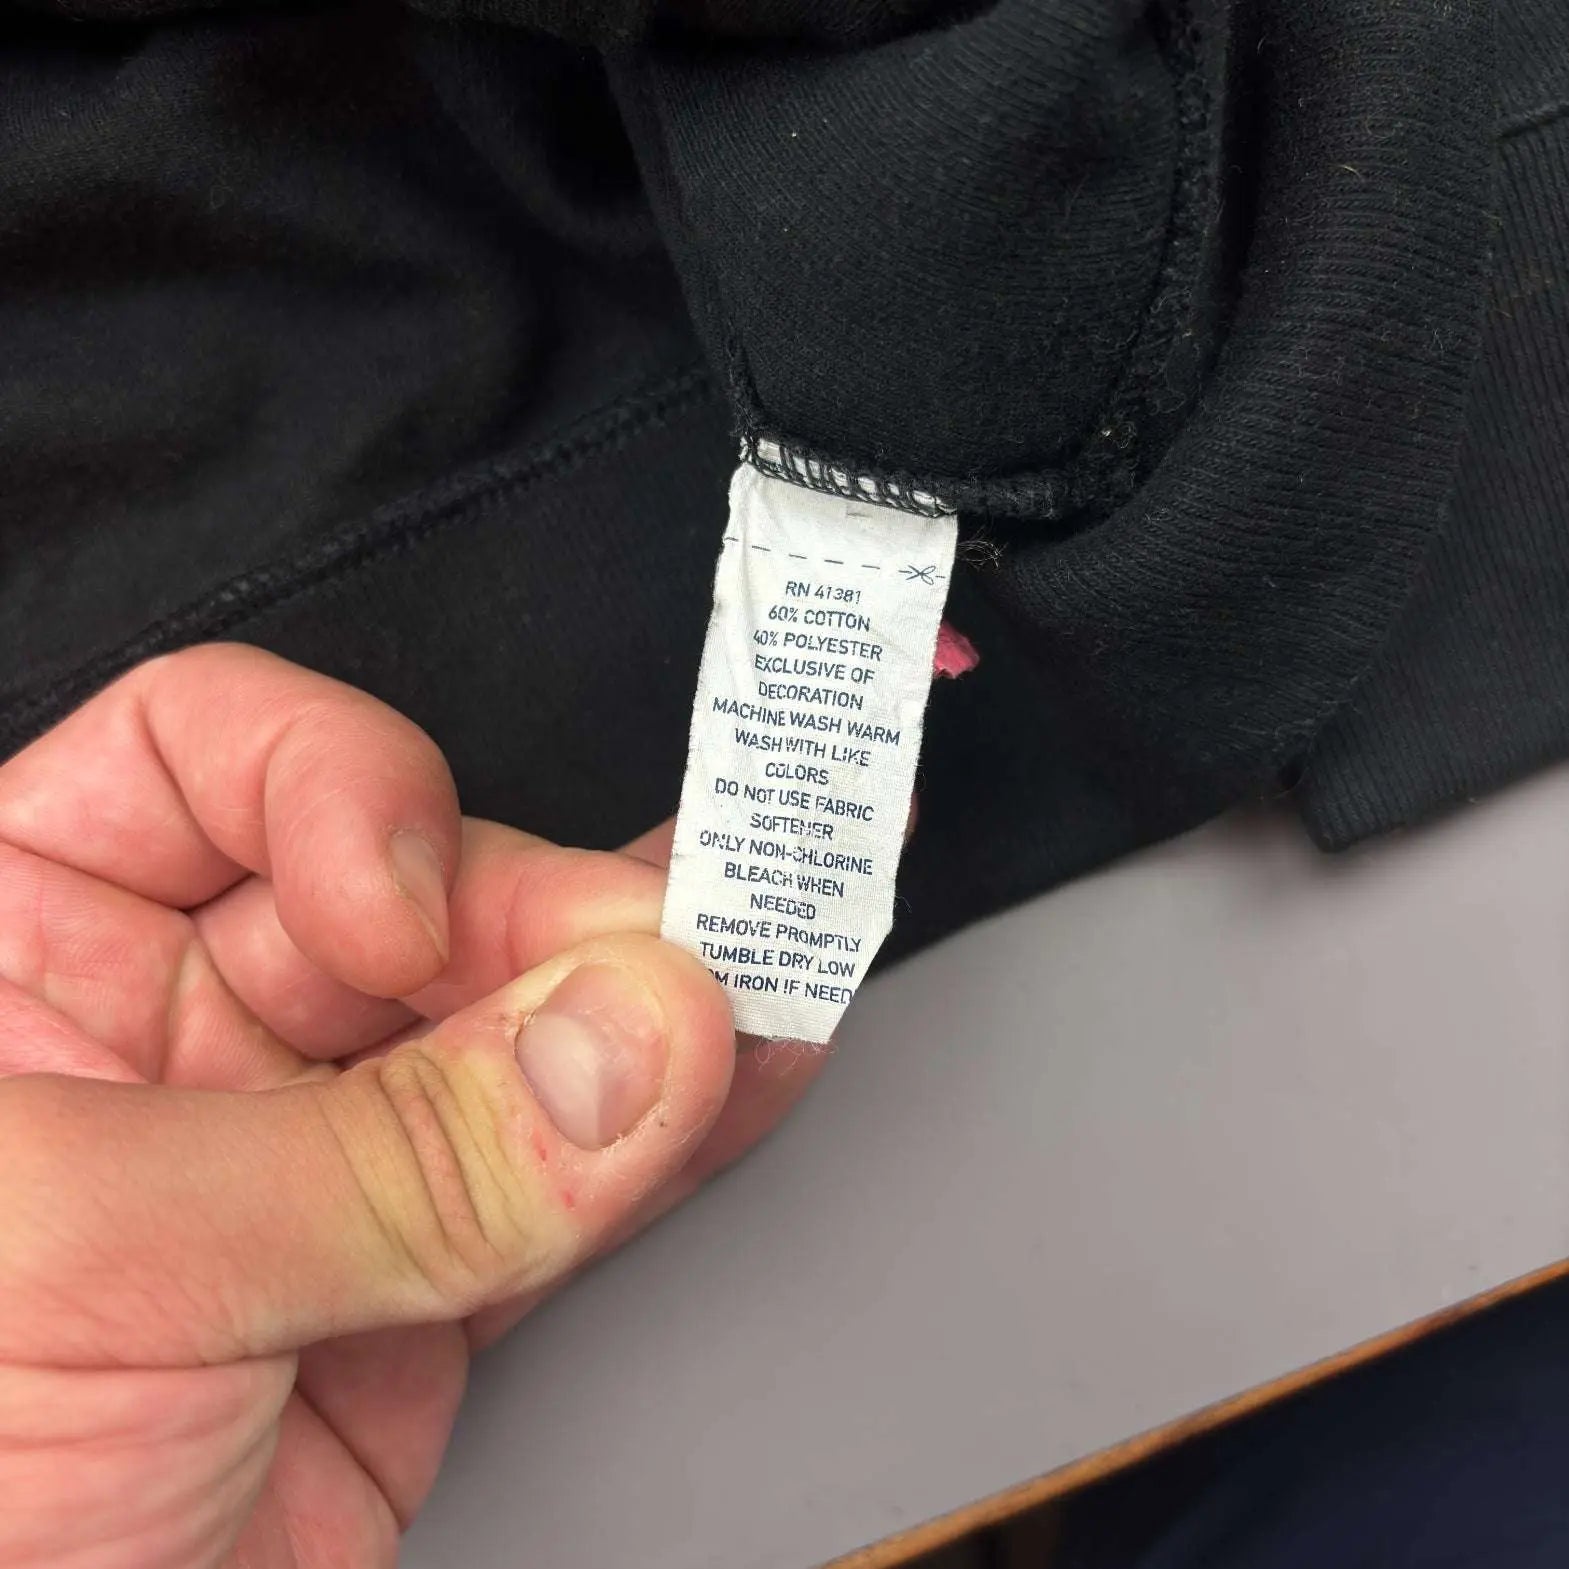 RN 41381
60% COTTON
40% POLYESTER
EXCLUSIVE OF
DECORATION
MACHINE WASH WARM
WASH WITH LIKE
COLORS
DO NOT USE FABRIC
SOFTENER
ONLY NON-CHLORINE
BLEACH WHEN
NEEDED
REMOVE PROMPTLY
TUMBLE DRY LOW
IRON IF NEED